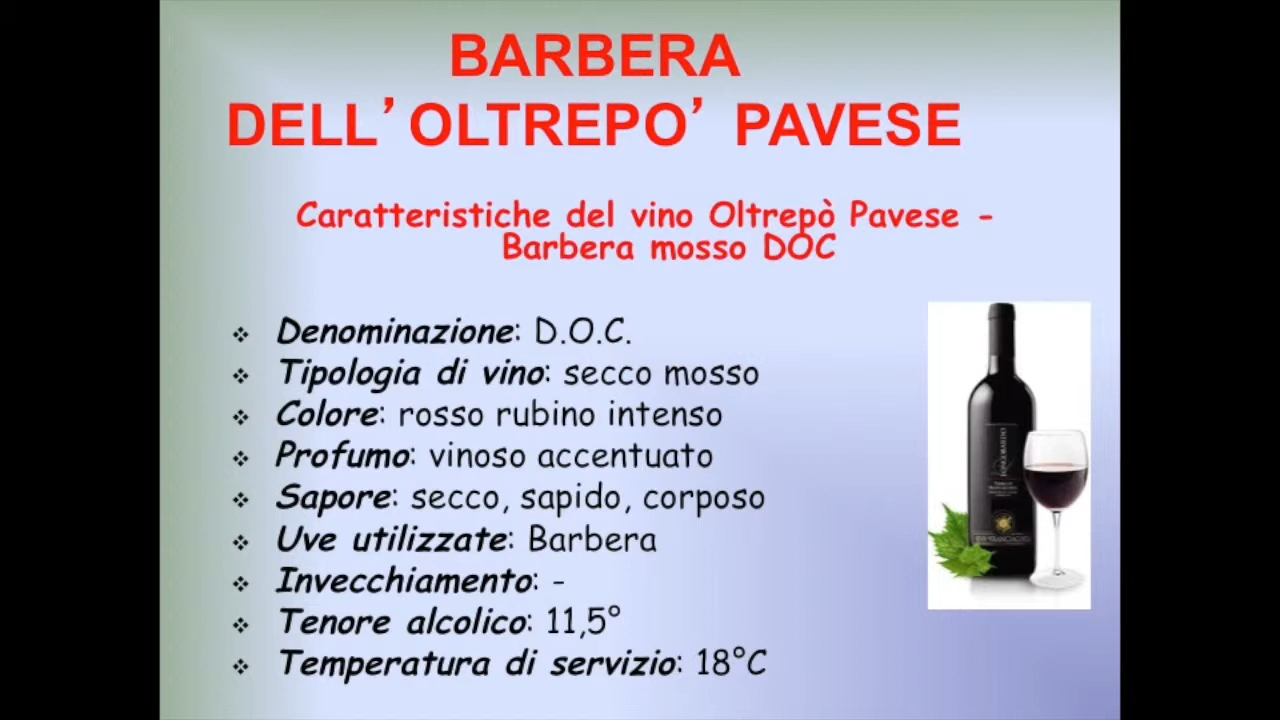 BARBERA
DELL’OLTREPO’ PAVESE
Caratteristiche del vino Oltrepò Pavese -
Barbera mosso DOC
❖ Denominazione: D.O.C.
❖ Tipologia di vino: secco mosso
❖ Colore: rosso rubino intenso
❖ Profumo: vinoso accentuato
❖ Sapore: secco, sapido, corposo
❖ Uve utilizzate: Barbera
❖ Invecchiamento: -
❖ Tenore alcolico: 11,5°
❖ Temperatura di servizio: 18°C